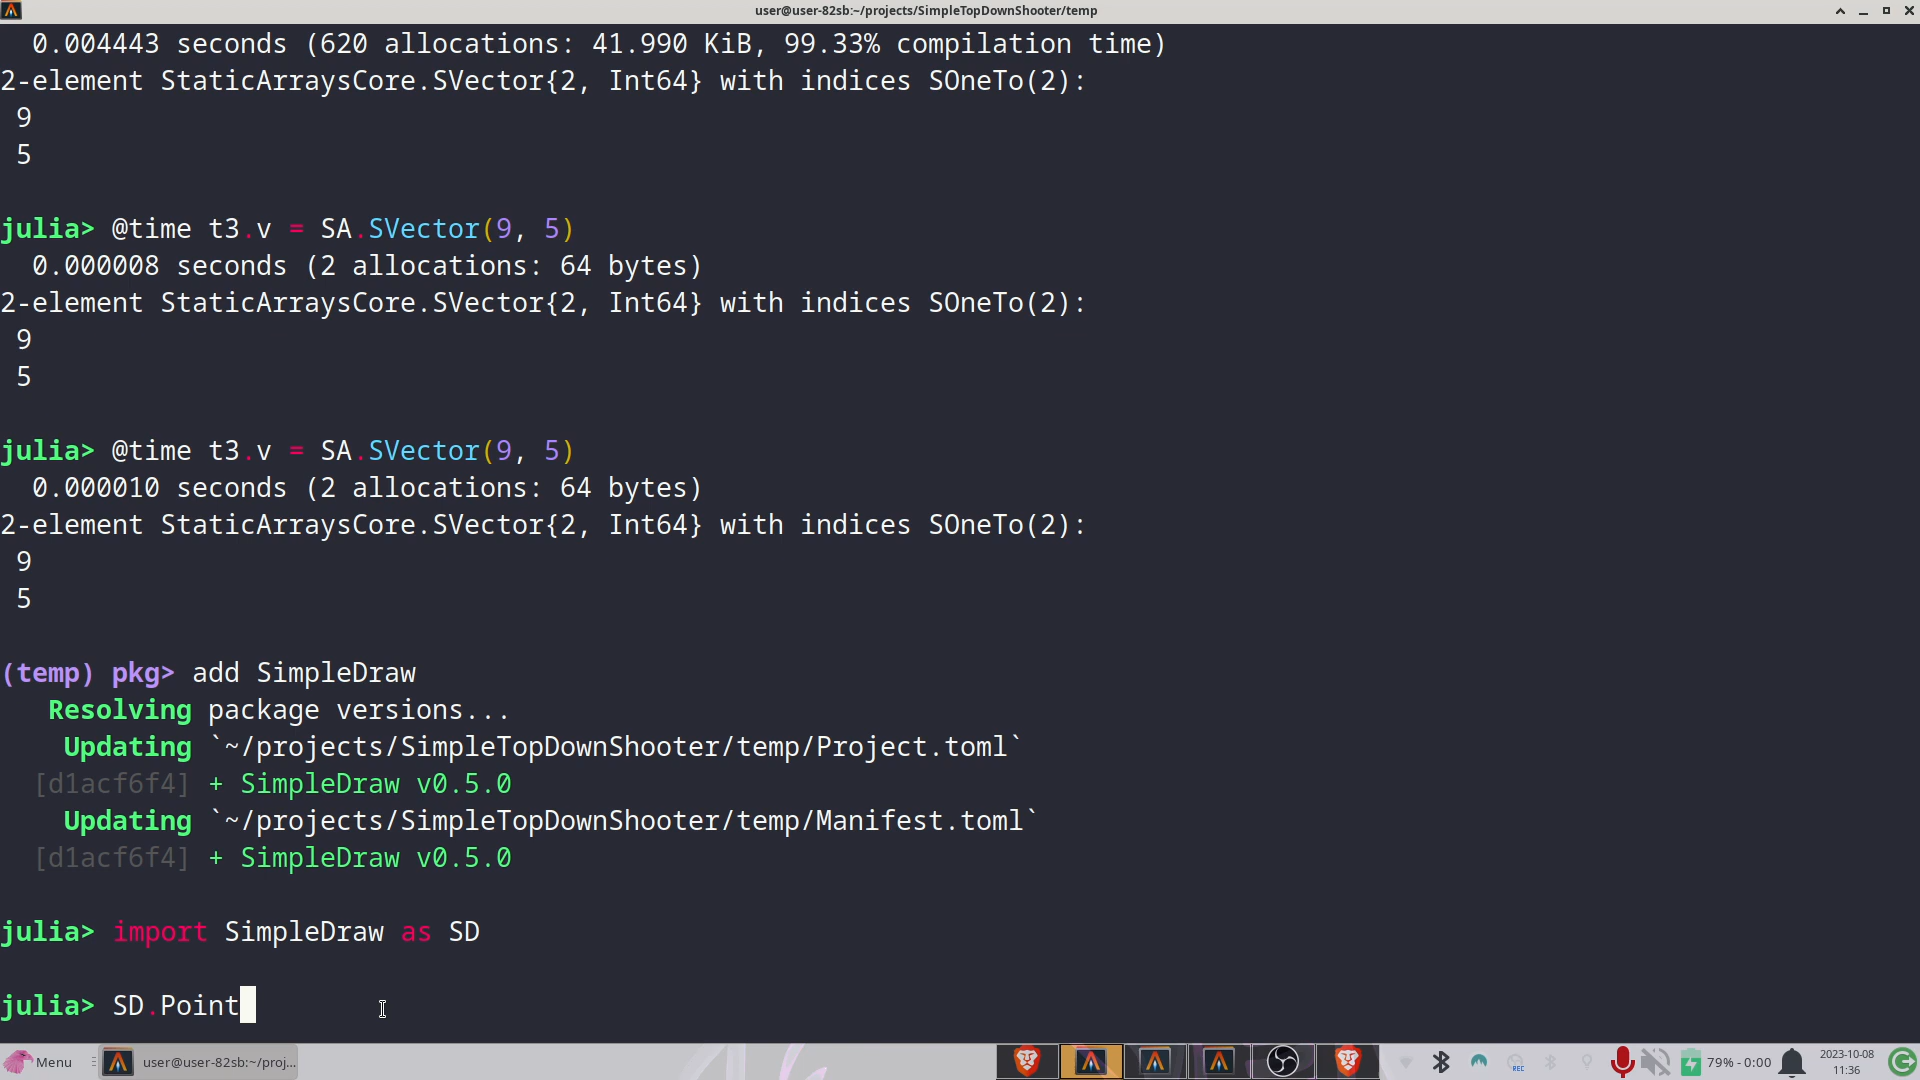 user@user-82sb:~/projects/SimpleTopDownShooter/temp
0.004443 seconds (620 allocations: 41.990 KiB, 99.33% compilation time)
2-element StaticArraysCore.SVector{2, Int64} with indices SOneTo(2):
9
5
julia> @time t3.v = SA.SVector(9, 5)
0.000008 seconds (2 allocations: 64 bytes)
2-element StaticArraysCore.SVector{2, Int64} with indices SOneTo(2):
9
5
julia> @time t3.v = SA.SVector(9, 5)
0.000010 seconds (2 allocations: 64 bytes)
2-element StaticArraysCore.SVector{2, Int64} with indices SOneTo(2):
9
5
(temp) pkg> add SimpleDraw
Resolving package versions...
Updating `~/projects/SimpleTopDownShooter/temp/Project.toml`
[d1acf6f4] + SimpleDraw v0.5.0
Updating `~/projects/SimpleTopDownShooter/temp/Manifest.toml`
[d1acf6f4] + SimpleDraw v0.5.0
julia> import SimpleDraw as SD
julia> SD.Point
Menu
user@user-82sb:~/proj...
REC
79% - 0:00
2023-10-08
11:36